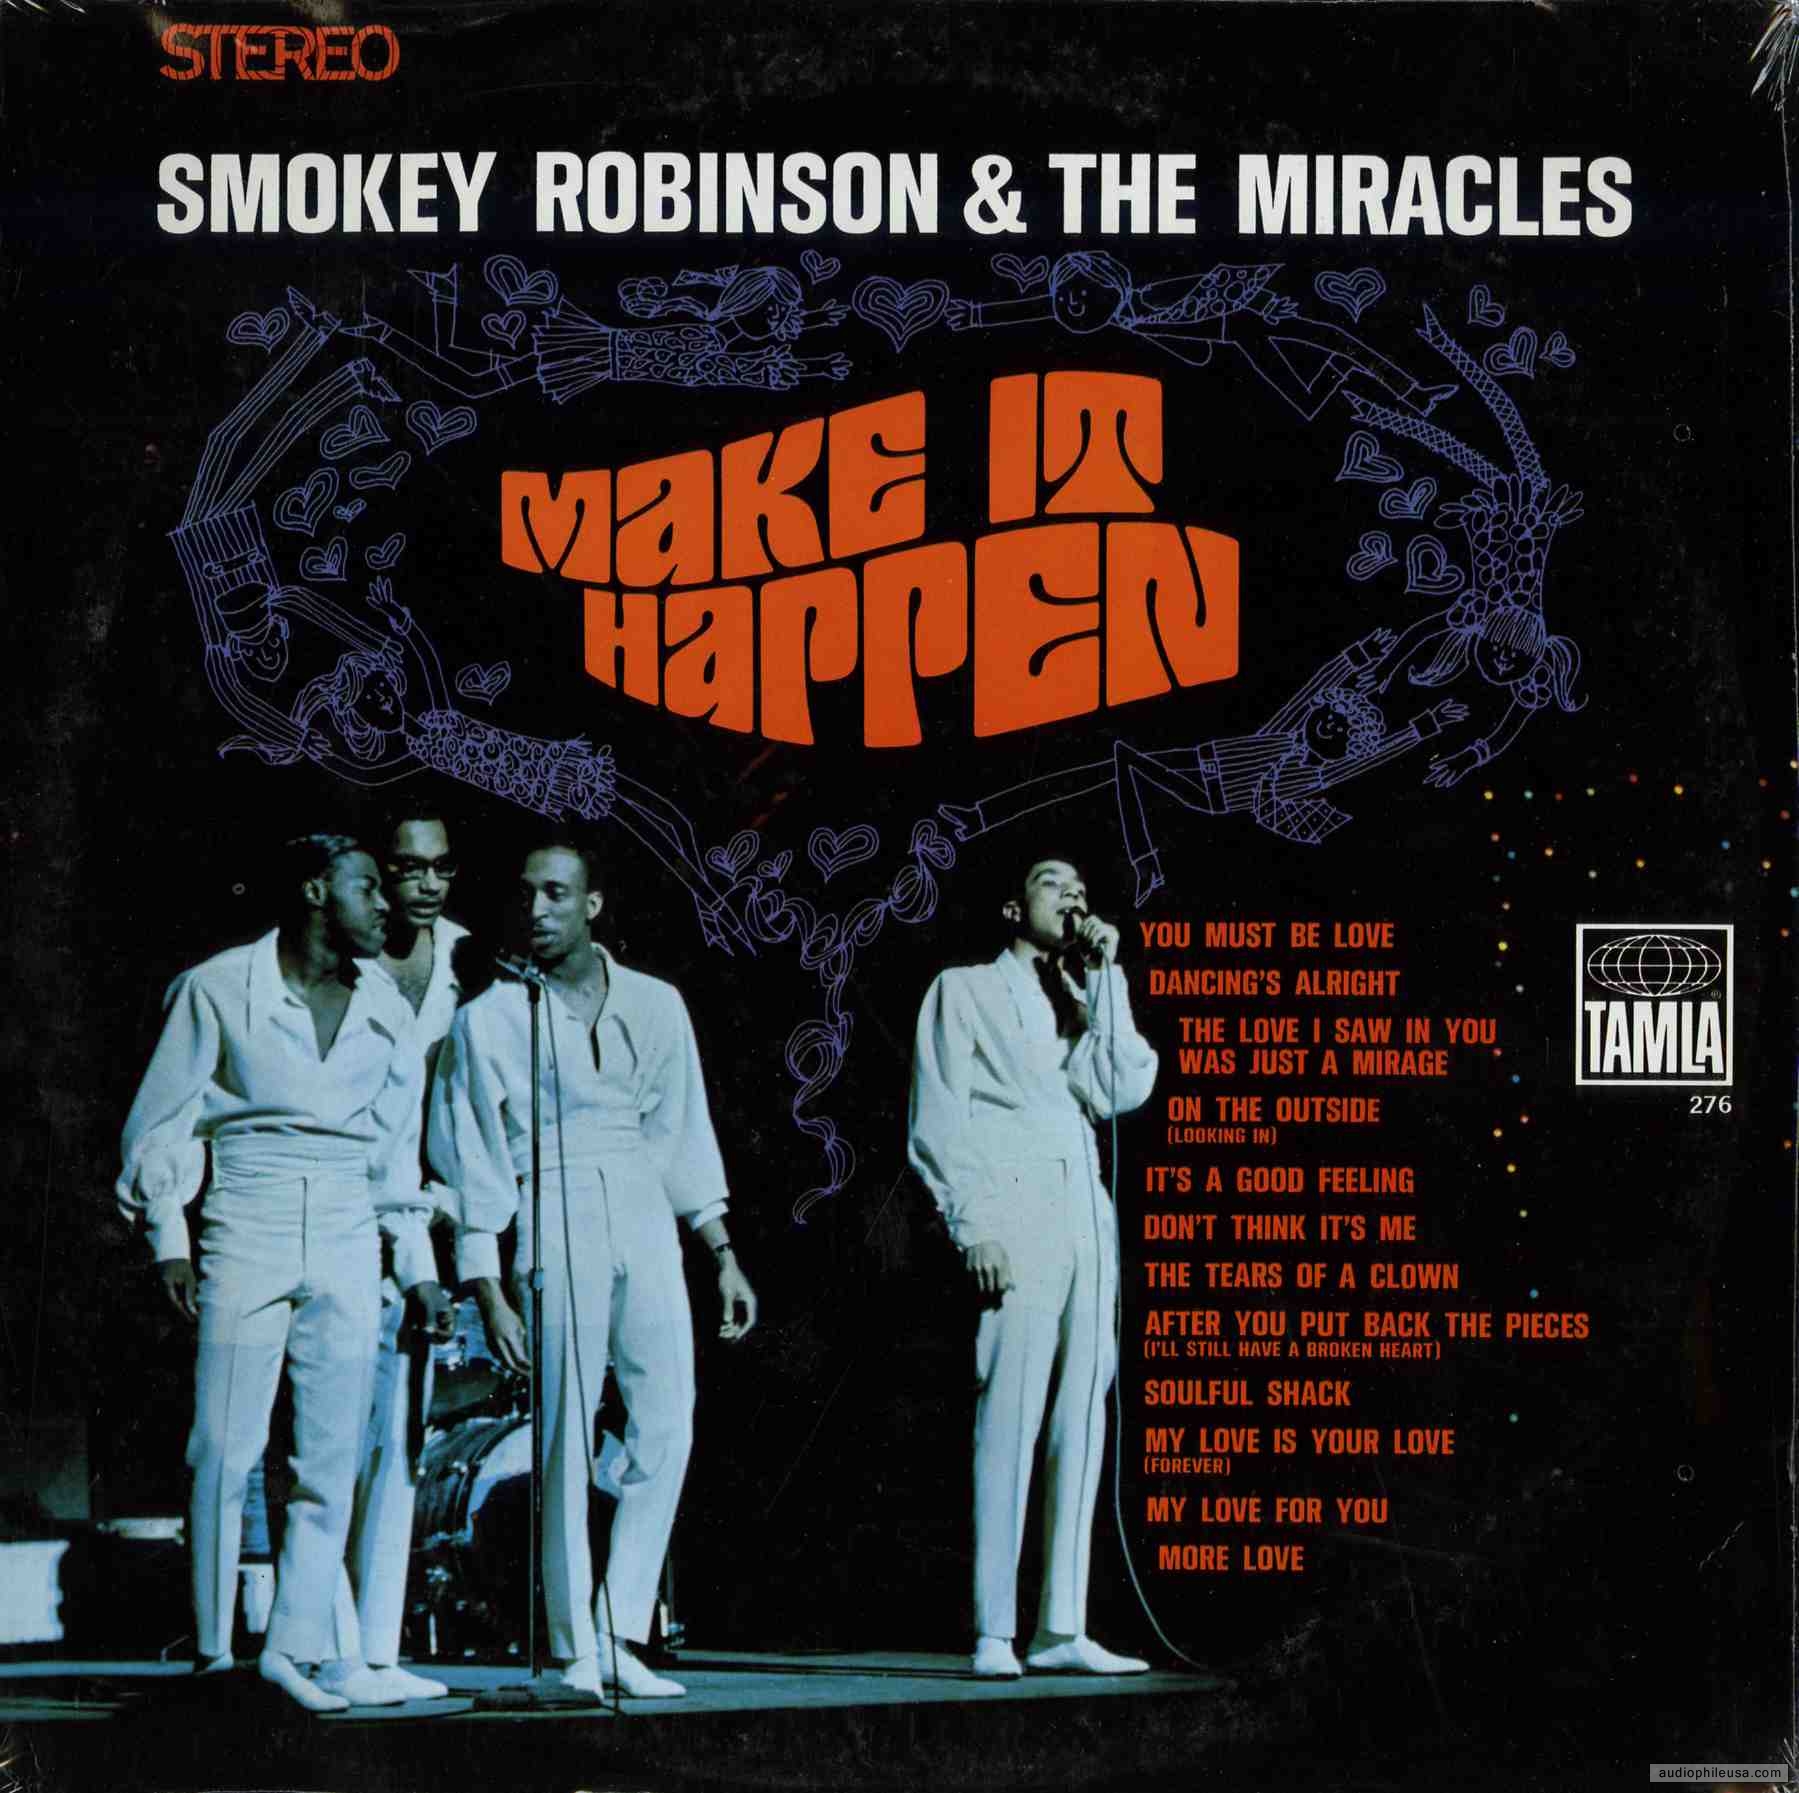 STEREO
SMOKEY ROBINSON & THE MIRACLES
MAKE IT
HAPPEN
YOU MUST BE LOVE
DANCING'S ALRIGHT
THE LOVE I SAW IN YOU
WAS JUST A MIRAGE
ON THE OUTSIDE
(LOOKING IN)
IT'S A GOOD FEELING
DON'T THINK IT'S ME
THE TEARS OF A CLOWN
AFTER YOU PUT BACK THE PIECES
(I'LL STILL HAVE A BROKEN HEART)
SOULFUL SHACK
MY LOVE IS YOUR LOVE
(FOREVER)
MY LOVE FOR YOU
MORE LOVE
TAMLA®
276
audiophileusa.com